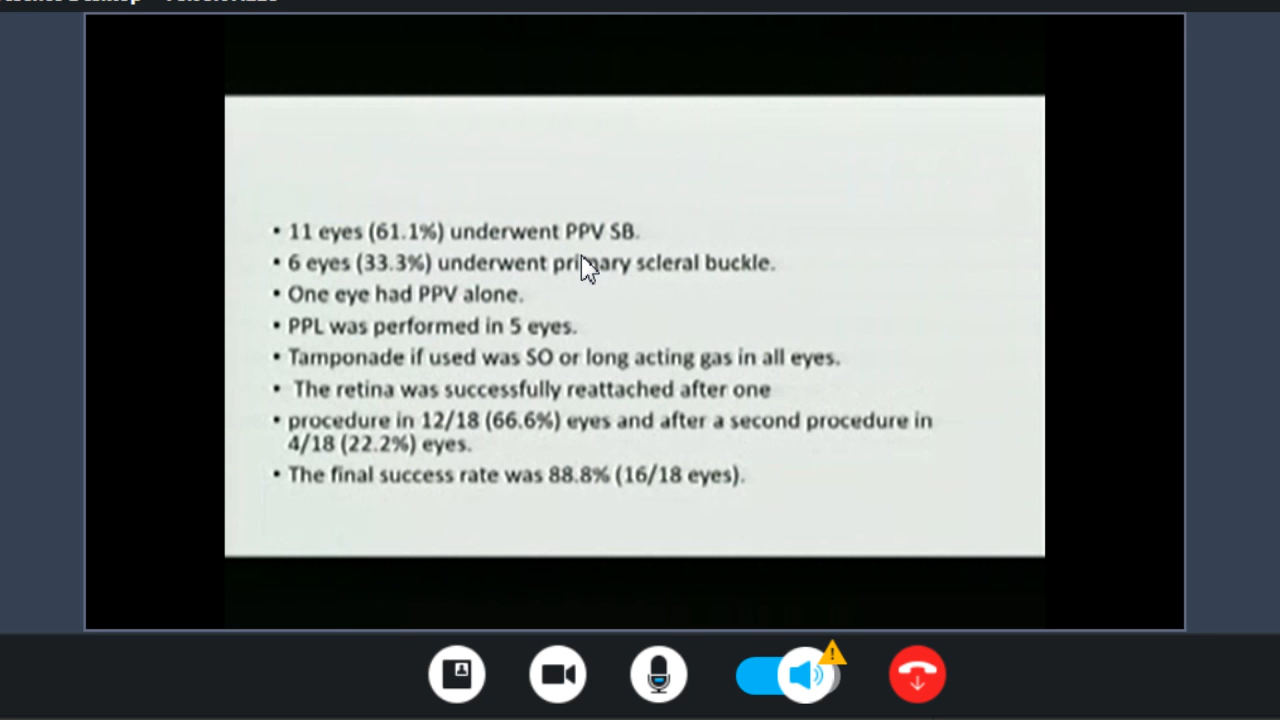 • 11 eyes (61.1%) underwent PPV SB.
• 6 eyes (33.3%) underwent primary scleral buckle.
• One eye had PPV alone.
• PPL was performed in 5 eyes.
• Tamponade if used was SO or long acting gas in all eyes.
• The retina was successfully reattached after one
• procedure in 12/18 (66.6%) eyes and after a second procedure in
4/18 (22.2%) eyes.
• The final success rate was 88.8% (16/18 eyes).